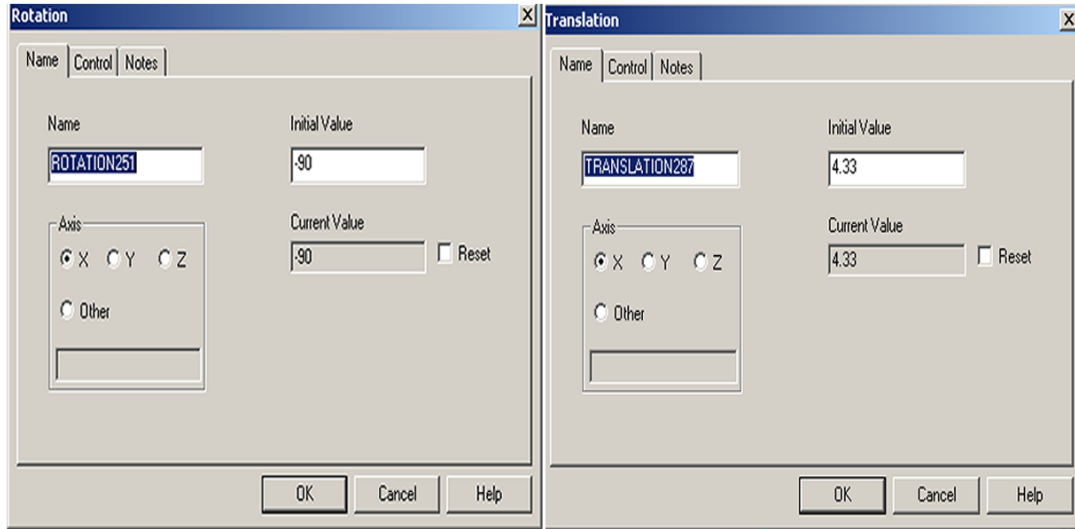 Rotation
Name Control Notes
Name Initial Value
ROTATION251 -90
Axis Current Value
X Y Z -90 Reset
Other
OK Cancel Help
Translation
Name Control Notes
Name Initial Value
TRANSLATION287 4.33
Axis Current Value
X Y Z 4.33 Reset
Other
OK Cancel Help